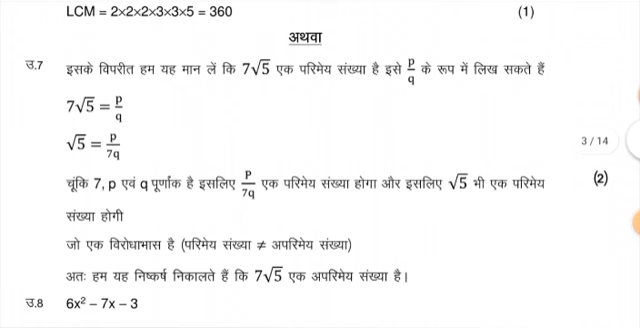 LCM = 2×2×2×3×3×5 = 360 (1)
अथवा
उ.7 इसके विपरीत हम यह मान लें कि 7√5 एक परिमेय संख्या है इसे p/q के रूप में लिख सकते हैं
7√5 = p/q
√5 = p/7q
3 / 14
चूंकि 7, p एवं q पूर्णांक है इसलिए p/7q एक परिमेय संख्या होगा और इसलिए √5 भी एक परिमेय (2)
संख्या होगी
जो एक विरोधाभास है (परिमेय संख्या ≠ अपरिमेय संख्या)
अतः हम यह निष्कर्ष निकालते हैं कि 7√5 एक अपरिमेय संख्या है।
उ.8 6x² – 7x – 3